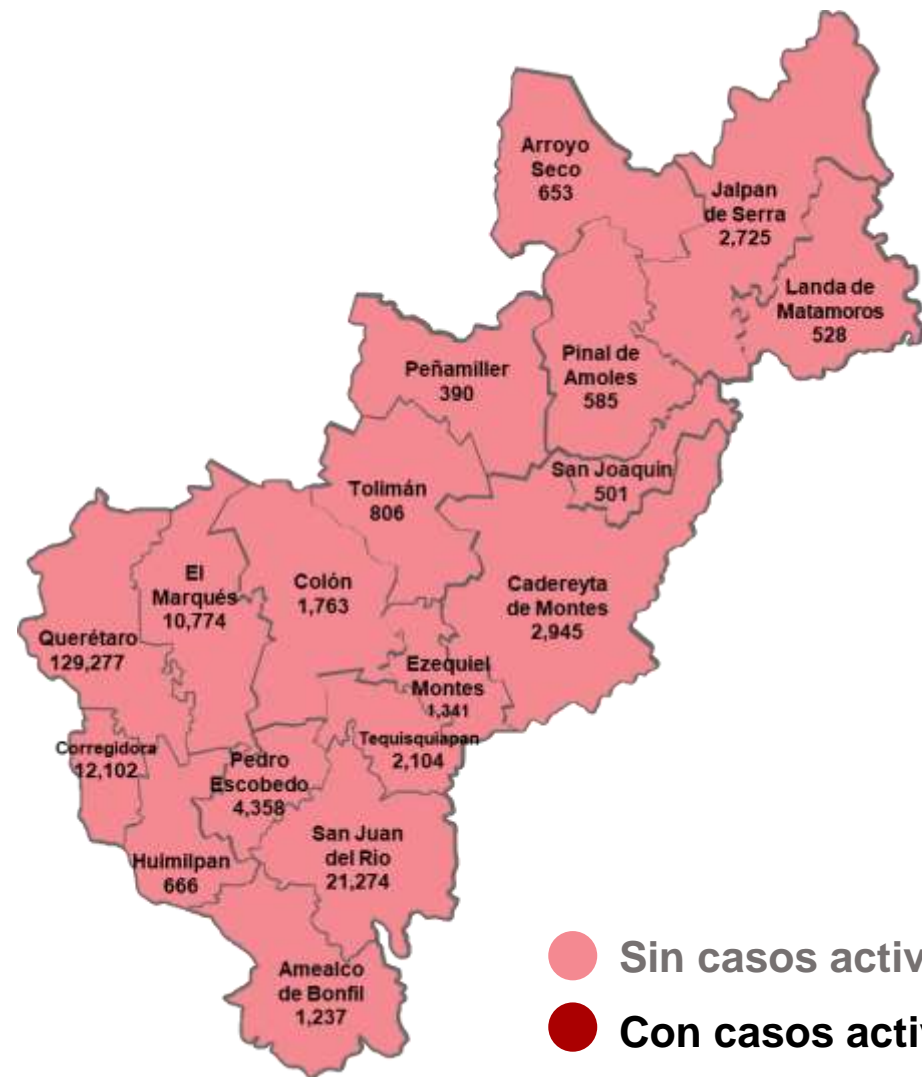 Arroyo
Seco
653
Jalpan
de Serra
2,725
Landa de
Matamoros
528
Peñamiller
390
Pinal de
Amoles
585
San Joaquín
501
Tolimán
806
El
Marqués
10,774
Colón
1,763
Cadereyta
de Montes
2,945
Querétaro
129,277
Ezequiel
Montes
1,341
Corregidora
12,102
Tequisquiapan
2,104
Pedro
Escobedo
4,358
San Juan
del Rio
21,274
Huimilpan
666
Amealco
de Bonfil
1,237
Sin casos activ
Con casos activ